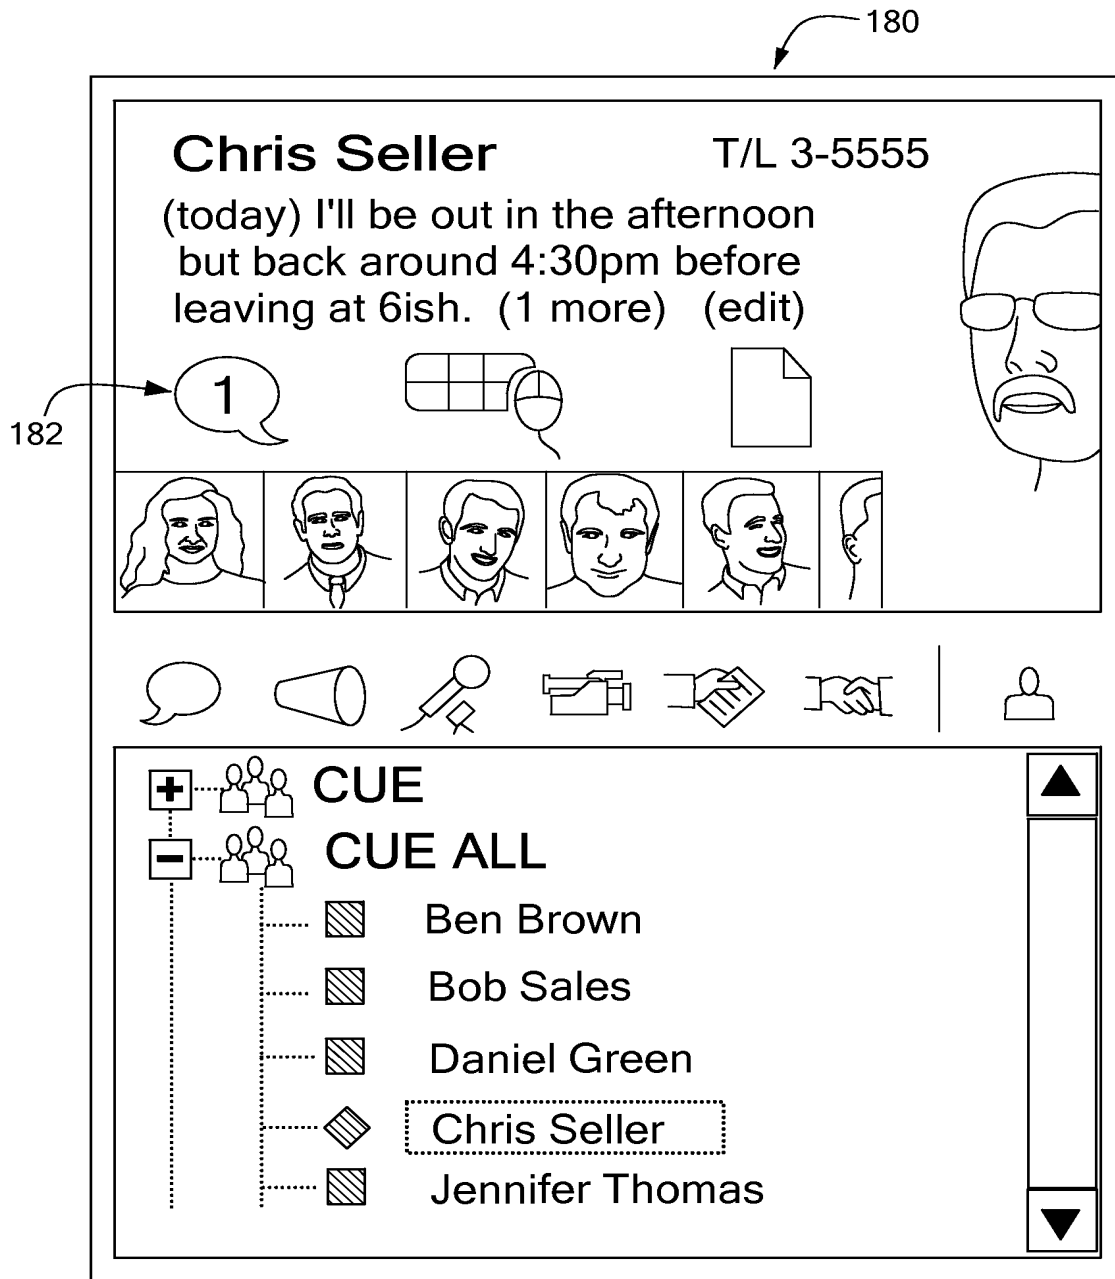 180
Chris Seller T/L 3-5555
(today) I'll be out in the afternoon
but back around 4:30pm before
leaving at 6ish. (1 more) (edit)
1
182
+ CUE
- CUE ALL
Ben Brown
Bob Sales
Daniel Green
Chris Seller
Jennifer Thomas